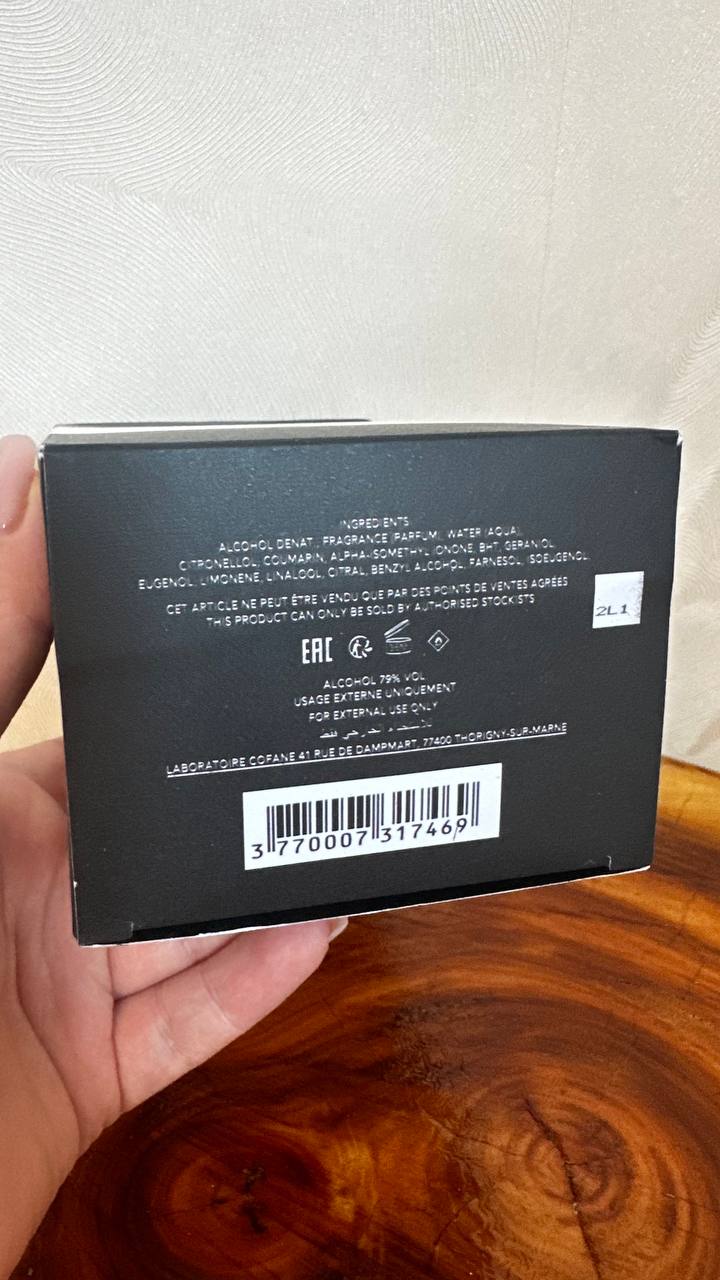 INGREDIENTS
ALCOHOL DENAT., FRAGRANCE (PARFUM), WATER (AQUA),
CITRONELLOL, COUMARIN, ALPHA-ISOMETHYL IONONE, BHT, GERANIOL,
EUGENOL, LIMONENE, LINALOOL, CITRAL, BENZYL ALCOHOL, FARNESOL, ISOEUGENOL.
CET ARTICLE NE PEUT ÊTRE VENDU QUE PAR DES POINTS DE VENTES AGRÉÉS
THIS PRODUCT CAN ONLY BE SOLD BY AUTHORISED STOCKISTS
2L1
EAC
ALCOHOL 79% VOL
USAGE EXTERNE UNIQUEMENT
FOR EXTERNAL USE ONLY
للاستخدام الخارجي فقط
LABORATOIRE COFANE 41 RUE DE DAMPMART, 77400 THORIGNY-SUR-MARNE
3 770007 317469